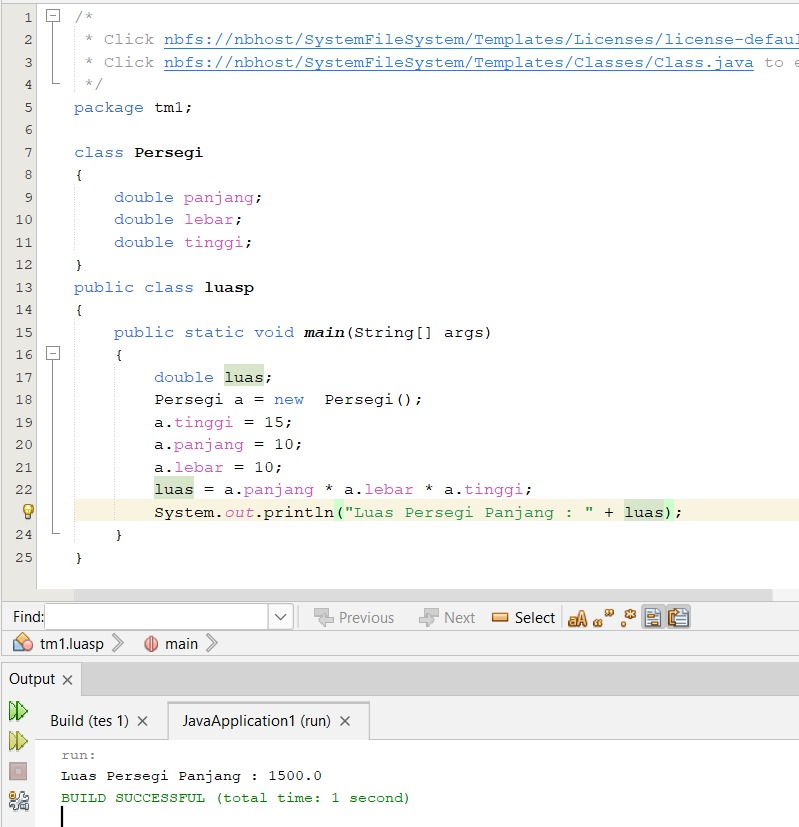 1 /*
2 * Click nbfs://nbhost/SystemFileSystem/Templates/Licenses/license-defaul
3 * Click nbfs://nbhost/SystemFileSystem/Templates/Classes/Class.java to e
4 */
5 package tm1;
6
7 class Persegi
8 {
9 double panjang;
10 double lebar;
11 double tinggi;
12 }
13 public class luasp
14 {
15 public static void main(String[] args)
16 {
17 double luas;
18 Persegi a = new  Persegi();
19 a.tinggi = 15;
20 a.panjang = 10;
21 a.lebar = 10;
22 luas = a.panjang * a.lebar * a.tinggi;
System.out.println("Luas Persegi Panjang : " + luas);
24 }
25 }
Find: Previous Next Select
tm1.luasp main
Output
Build (tes 1) JavaApplication1 (run)
run:
Luas Persegi Panjang : 1500.0
BUILD SUCCESSFUL (total time: 1 second)